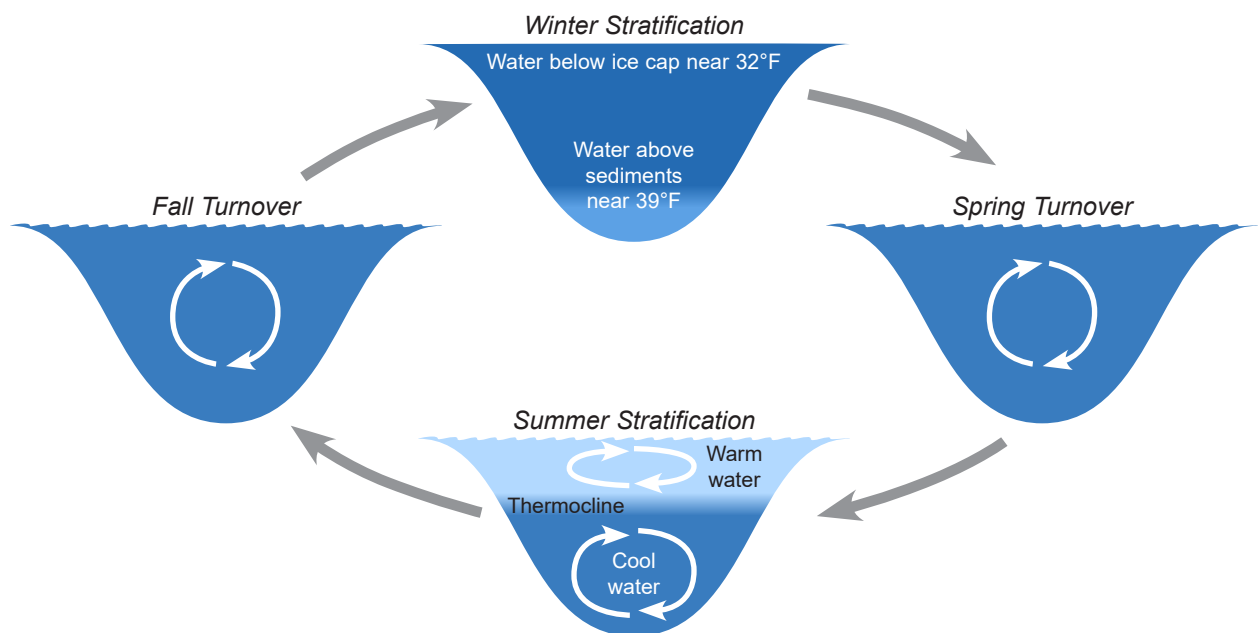 Winter Stratification
Water below ice cap near 32°F
Water above
sediments
near 39°F
Fall Turnover
Spring Turnover
Summer Stratification
Warm
water
Thermocline
Cool
water